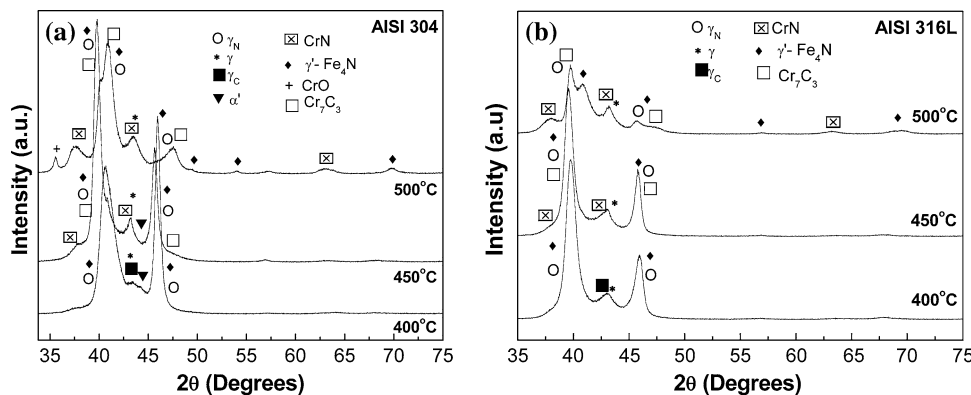 (a)
AISI 304
γN
CrN
γ
γ'- Fe4N
γC
CrO
α'
Cr7C3
500°C
450°C
400°C
Intensity (a.u.)
35 40 45 50 55 60 65 70 75
2θ (Degrees)
(b)
AISI 316L
γN
CrN
γ
γ'- Fe4N
γC
Cr7C3
500°C
450°C
400°C
Intensity (a.u.)
35 40 45 50 55 60 65 70 75
2θ (Degrees)